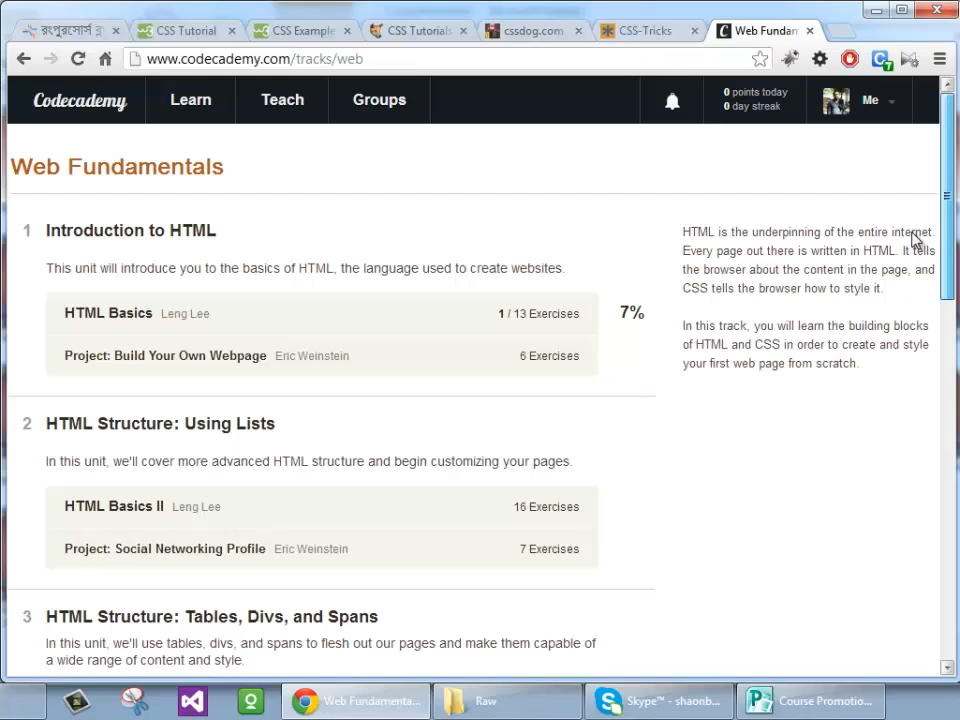 রংপুরসোর্স
CSS Tutorial
CSS Example
CSS Tutorials
cssdog.com
CSS-Tricks
Web Fundam
www.codecademy.com/tracks/web
Codecademy
Learn
Teach
Groups
0 points today
0 day streak
Me
Web Fundamentals
1 Introduction to HTML
This unit will introduce you to the basics of HTML, the language used to create websites.
HTML Basics Leng Lee 1 / 13 Exercises 7%
Project: Build Your Own Webpage Eric Weinstein 6 Exercises
2 HTML Structure: Using Lists
In this unit, we'll cover more advanced HTML structure and begin customizing your pages.
HTML Basics II Leng Lee 16 Exercises
Project: Social Networking Profile Eric Weinstein 7 Exercises
3 HTML Structure: Tables, Divs, and Spans
In this unit, we'll use tables, divs, and spans to flesh out our pages and make them capable of
a wide range of content and style.
HTML is the underpinning of the entire internet.
Every page out there is written in HTML. It tells
the browser about the content in the page, and
CSS tells the browser how to style it.
In this track, you will learn the building blocks
of HTML and CSS in order to create and style
your first web page from scratch.
Web Fundamenta...
Raw
Skype™ - shaonb...
Course Promotio...